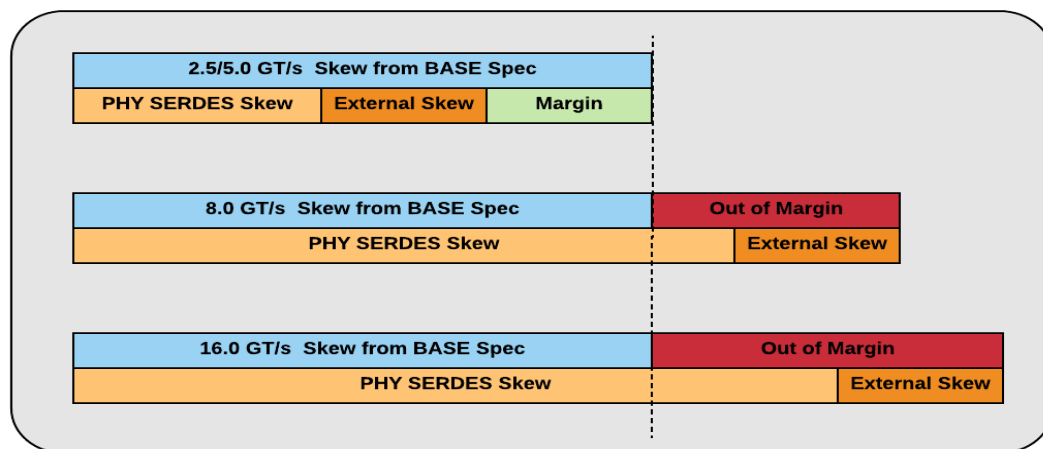 2.5/5.0 GT/s Skew from BASE Spec
PHY SERDES Skew External Skew Margin
8.0 GT/s Skew from BASE Spec Out of Margin
PHY SERDES Skew External Skew
16.0 GT/s Skew from BASE Spec Out of Margin
PHY SERDES Skew External Skew